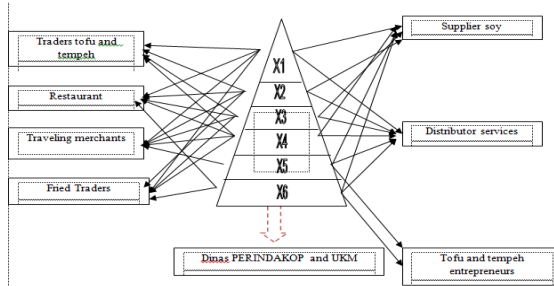 Traders tofu and
tempeh
Restaurant
Traveling merchants
Fried Traders
X1
X2
X3
X4
X5
X6
Supplier soy
Distributor services
Tofu and tempeh
entrepreneurs
Dinas PERINDAKOP and UKM